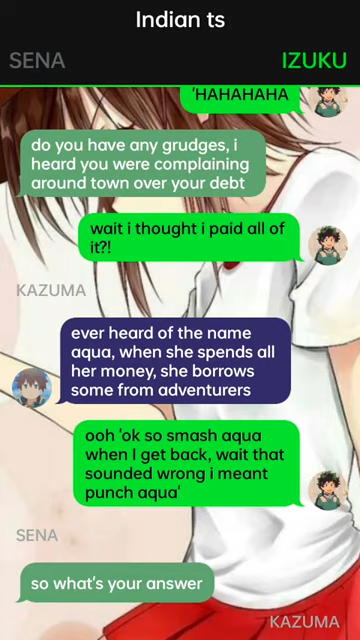 Indian ts
SENA
IZUKU
'HAHAHAHA
do you have any grudges, i
heard you were complaining
around town over your debt
wait i thought i paid all of
it?!
KAZUMA
ever heard of the name
aqua, when she spends all
her money, she borrows
some from adventurers
ooh 'ok so smash aqua
when I get back, wait that
sounded wrong i meant
punch aqua'
SENA
so what's your answer
KAZUMA